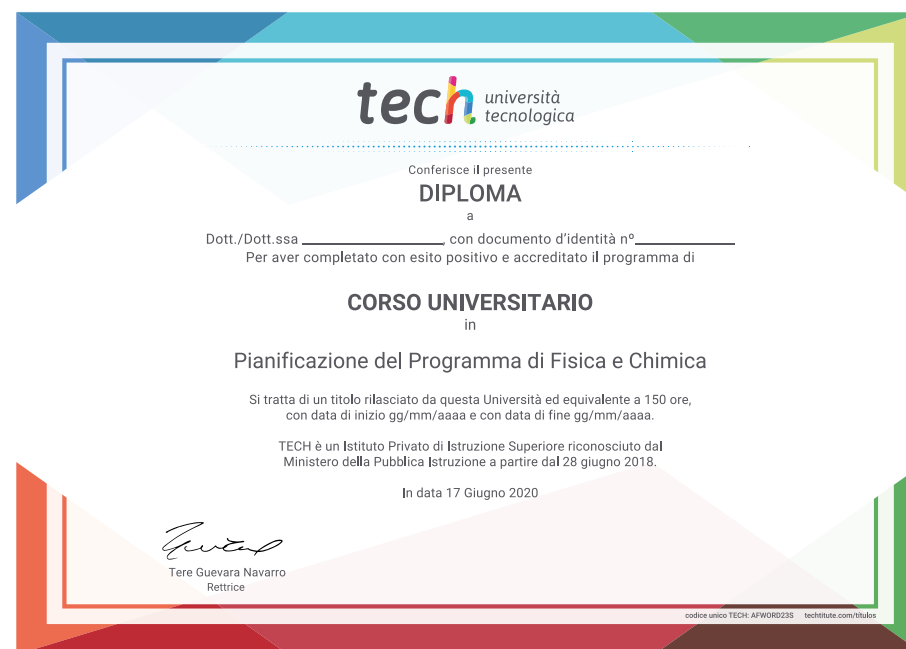 tech università
tecnologica
Conferisce il presente
DIPLOMA
a
Dott./Dott.ssa ____________________, con documento d'identità nº______________
Per aver completato con esito positivo e accreditato il programma di
CORSO UNIVERSITARIO
in
Pianificazione del Programma di Fisica e Chimica
Si tratta di un titolo rilasciato da questa Università ed equivalente a 150 ore,
con data di inizio gg/mm/aaaa e con data di fine gg/mm/aaaa.
TECH è un Istituto Privato di Istruzione Superiore riconosciuto dal
Ministero della Pubblica Istruzione a partire dal 28 giugno 2018.
In data 17 Giugno 2020
Tere Guevara Navarro
Rettrice
codice unico TECH: AFWORD23S techtitute.com/titulos